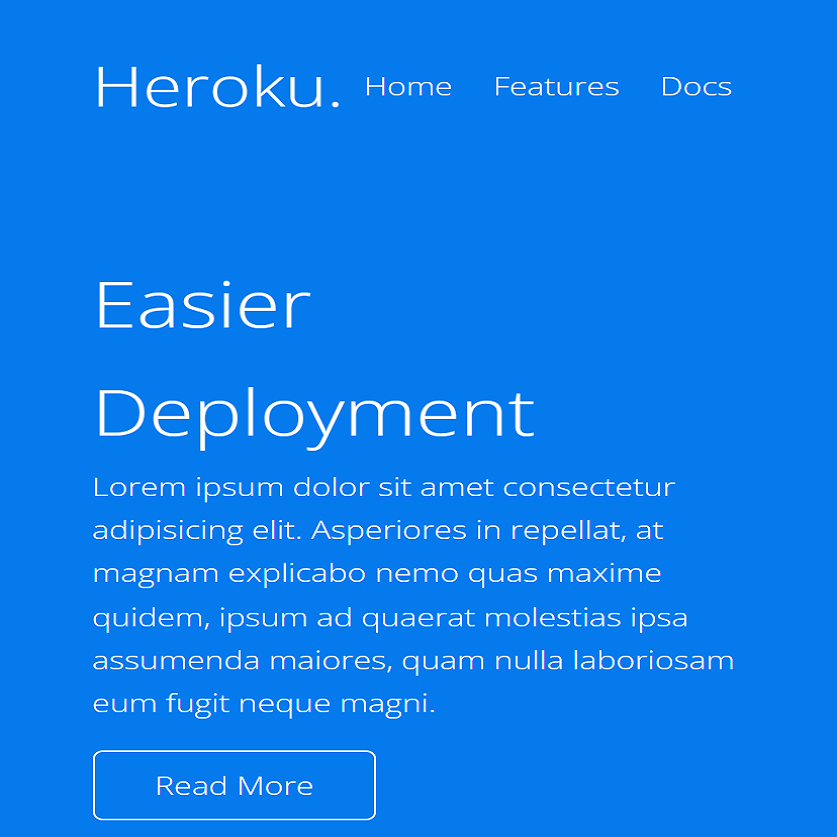 Heroku. Home Features Docs
Easier
Deployment
Lorem ipsum dolor sit amet consectetur
adipisicing elit. Asperiores in repellat, at
magnam explicabo nemo quas maxime
quidem, ipsum ad quaerat molestias ipsa
assumenda maiores, quam nulla laboriosam
eum fugit neque magni.
Read More